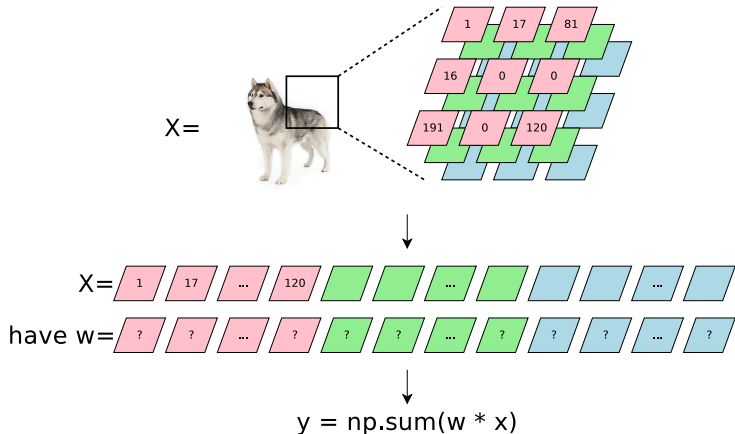 1 17 81
16 0 0
X=
191 0 120
X= 1 17 ... 120 ...  ...
have w= ? ? ... ? ? ? ... ? ? ? ... ?
y = np.sum(w * x)